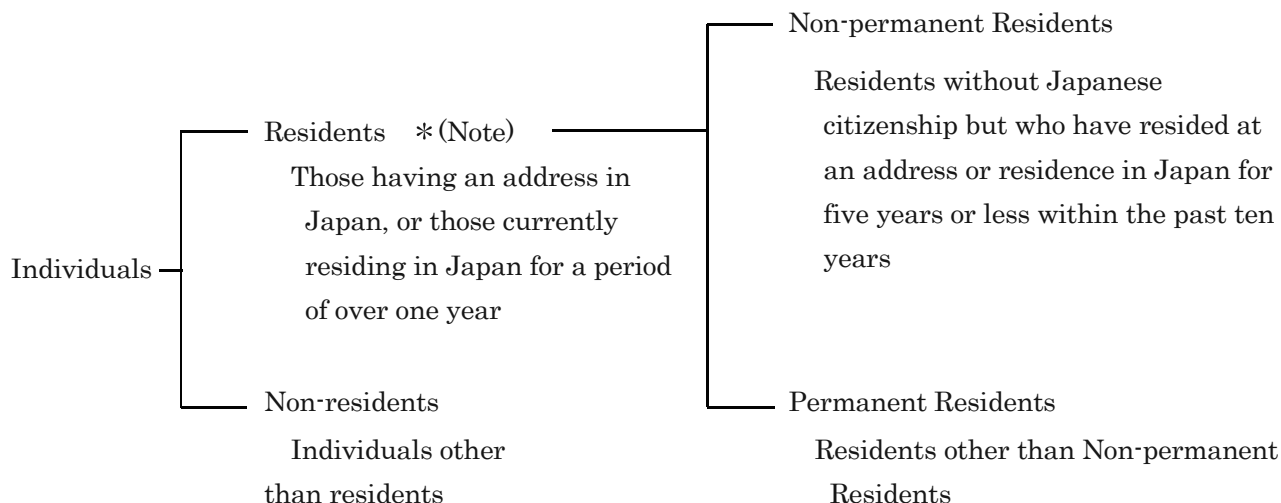 Individuals
Residents ＊(Note)
Those having an address in
Japan, or those currently
residing in Japan for a period
of over one year
Non-residents
Individuals other
than residents
Non-permanent Residents
Residents without Japanese
citizenship but who have resided at
an address or residence in Japan for
five years or less within the past ten
years
Permanent Residents
Residents other than Non-permanent
Residents